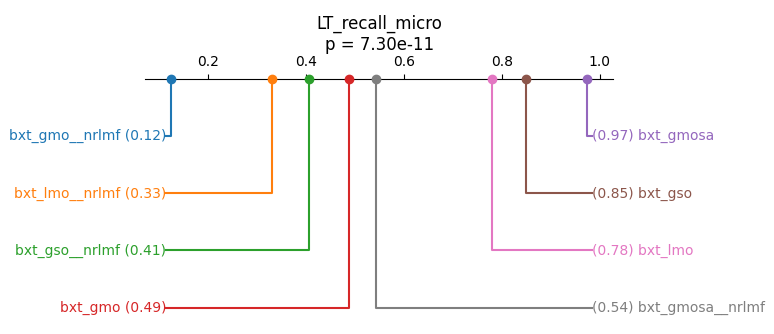 LT_recall_micro
p = 7.30e-11
0.2 0.4 0.6 0.8 1.0
bxt_gmo__nrlmf (0.12) (0.97) bxt_gmosa
bxt_lmo__nrlmf (0.33) (0.85) bxt_gso
bxt_gso__nrlmf (0.41) (0.78) bxt_lmo
bxt_gmo (0.49) (0.54) bxt_gmosa__nrlmf